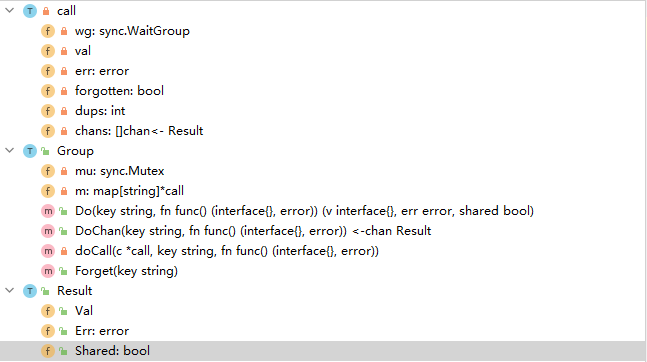 T call
f wg: sync.WaitGroup
f val
f err: error
f forgotten: bool
f dups: int
f chans: []chan<- Result
T Group
f mu: sync.Mutex
f m: map[string]*call
m Do(key string, fn func() (interface{}, error)) (v interface{}, err error, shared bool)
m DoChan(key string, fn func() (interface{}, error)) <-chan Result
m doCall(c *call, key string, fn func() (interface{}, error))
m Forget(key string)
T Result
f Val
f Err: error
f Shared: bool